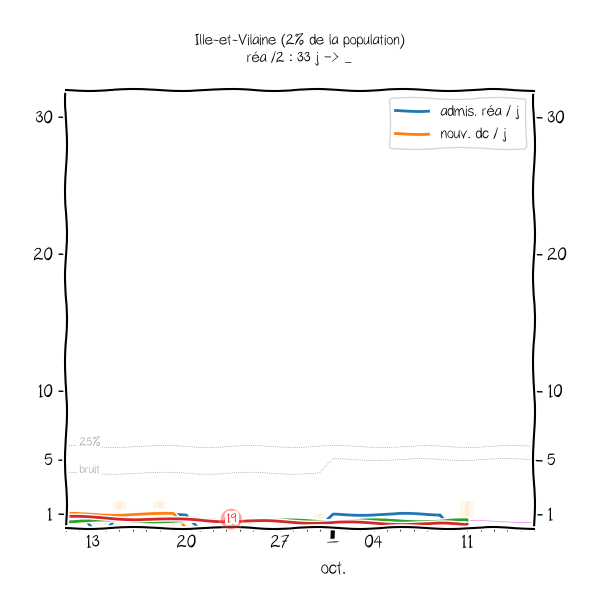 Ille-et-Vilaine (2% de la population)
réa /2 : 33 j -> _
admis. réa / j
nouv. dc / j
30
30
20
20
10
10
25%
5
5
bruit
1
19
1
13
20
27
04
11
oct.